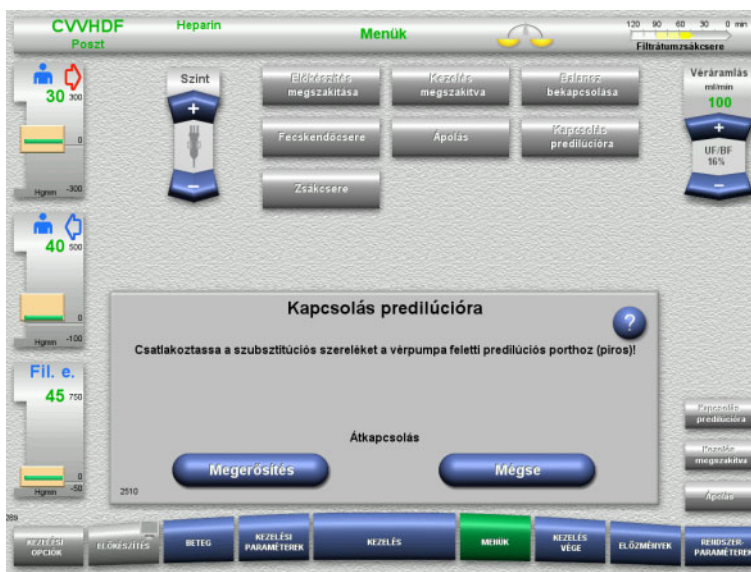 CVVHDF
Poszt
Heparin
Menük
120 90 60 30 0 min
Filtrátumzsákcsere
30
300
0
Hgmm -300
Szint
+
−
Előkészítés
megszakítása
Kezelés
megszakítva
Balansz
bekapcsolása
Fecskendőcsere
Ápolás
Kapcsolás
predilúcióra
Zsákcsere
Véráramlás
ml/min
100
+
UF/BF
16%
−
40
500
0
Hgmm -100
Fil. e.
45
750
0
Hgmm -50
Kapcsolás predilúcióra
?
Csatlakoztassa a szubsztitúciós szereléket a vérpumpa feletti predilúciós porthoz (piros)!
Átkapcsolás
Megerősítés
Mégse
2510
Kapcsolás
predilúcióra
Kezelés
megszakítva
Ápolás
KEZELÉSI
OPCIÓK
ELŐKÉSZÍTÉS
BETEG
KEZELÉSI
PARAMÉTEREK
KEZELÉS
MENÜK
KEZELÉS
VÉGE
ELŐZMÉNYEK
RENDSZER-
PARAMÉTEREK